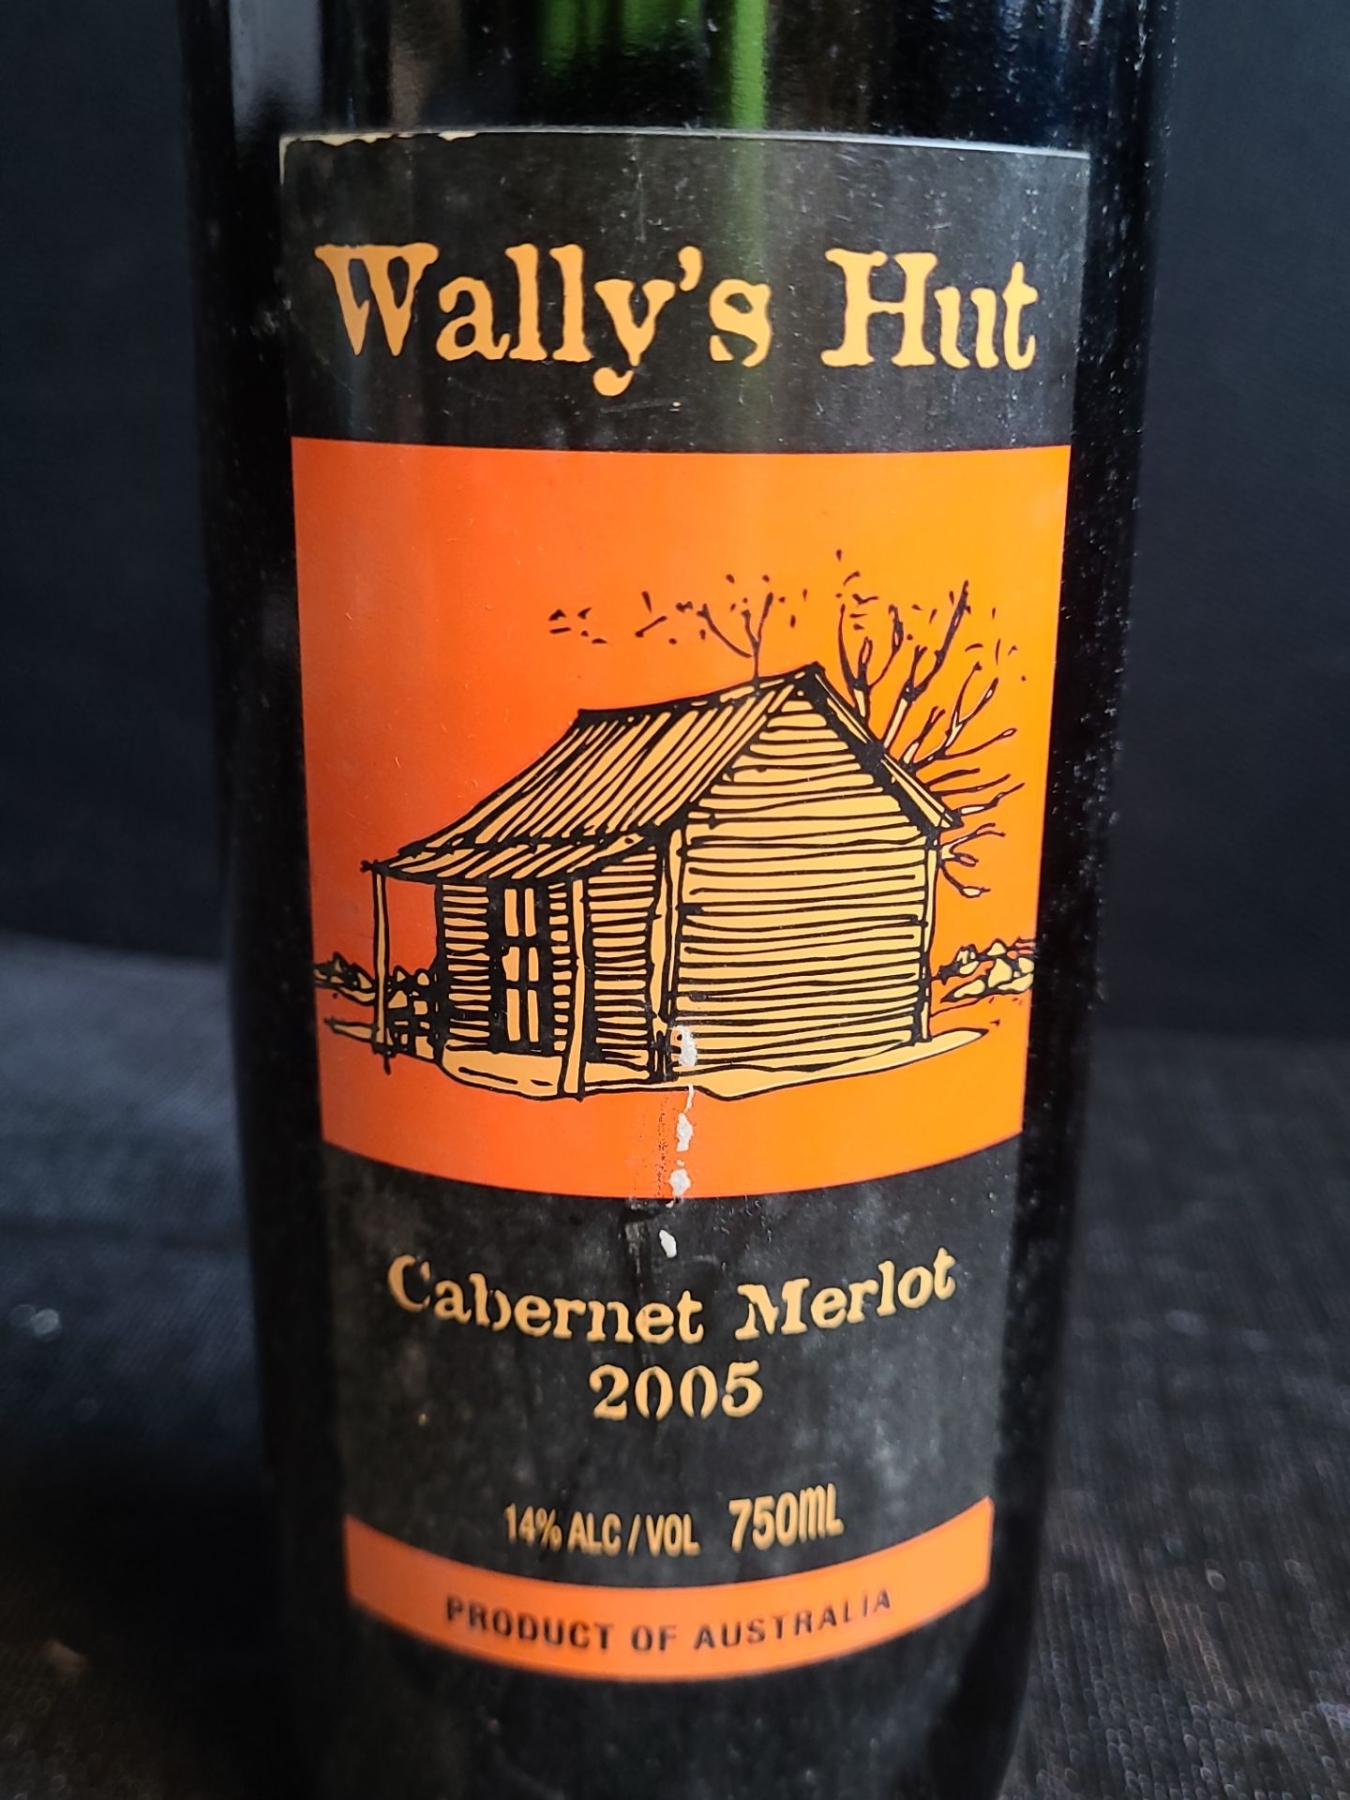 Wally's Hut
Cabernet Merlot
2005
14% ALC / VOL 750mL
PRODUCT OF AUSTRALIA